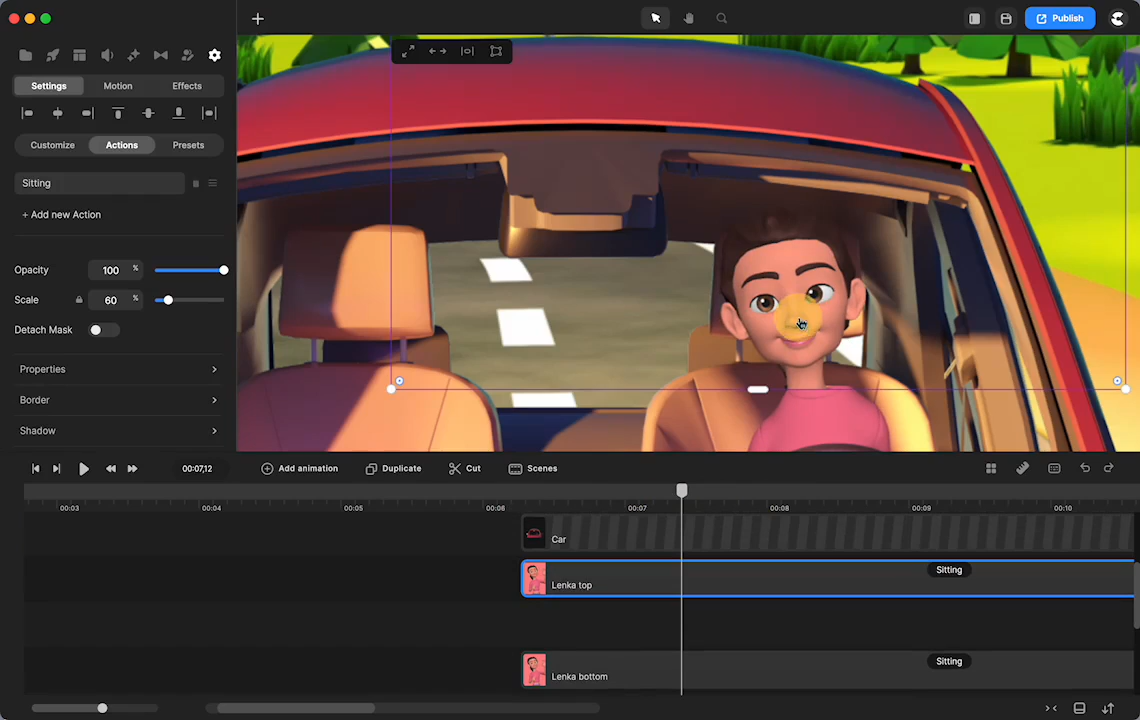 Publish
Settings Motion Effects
Customize Actions Presets
Sitting
+ Add new Action
Opacity 100 %
Scale 60 %
Detach Mask
Properties
Border
Shadow
00:07,12 Add animation Duplicate Cut Scenes
00:03 00:04 00:05 00:06 00:07 00:08 00:09 00:10
Car
Sitting
Lenka top
Sitting
Lenka bottom